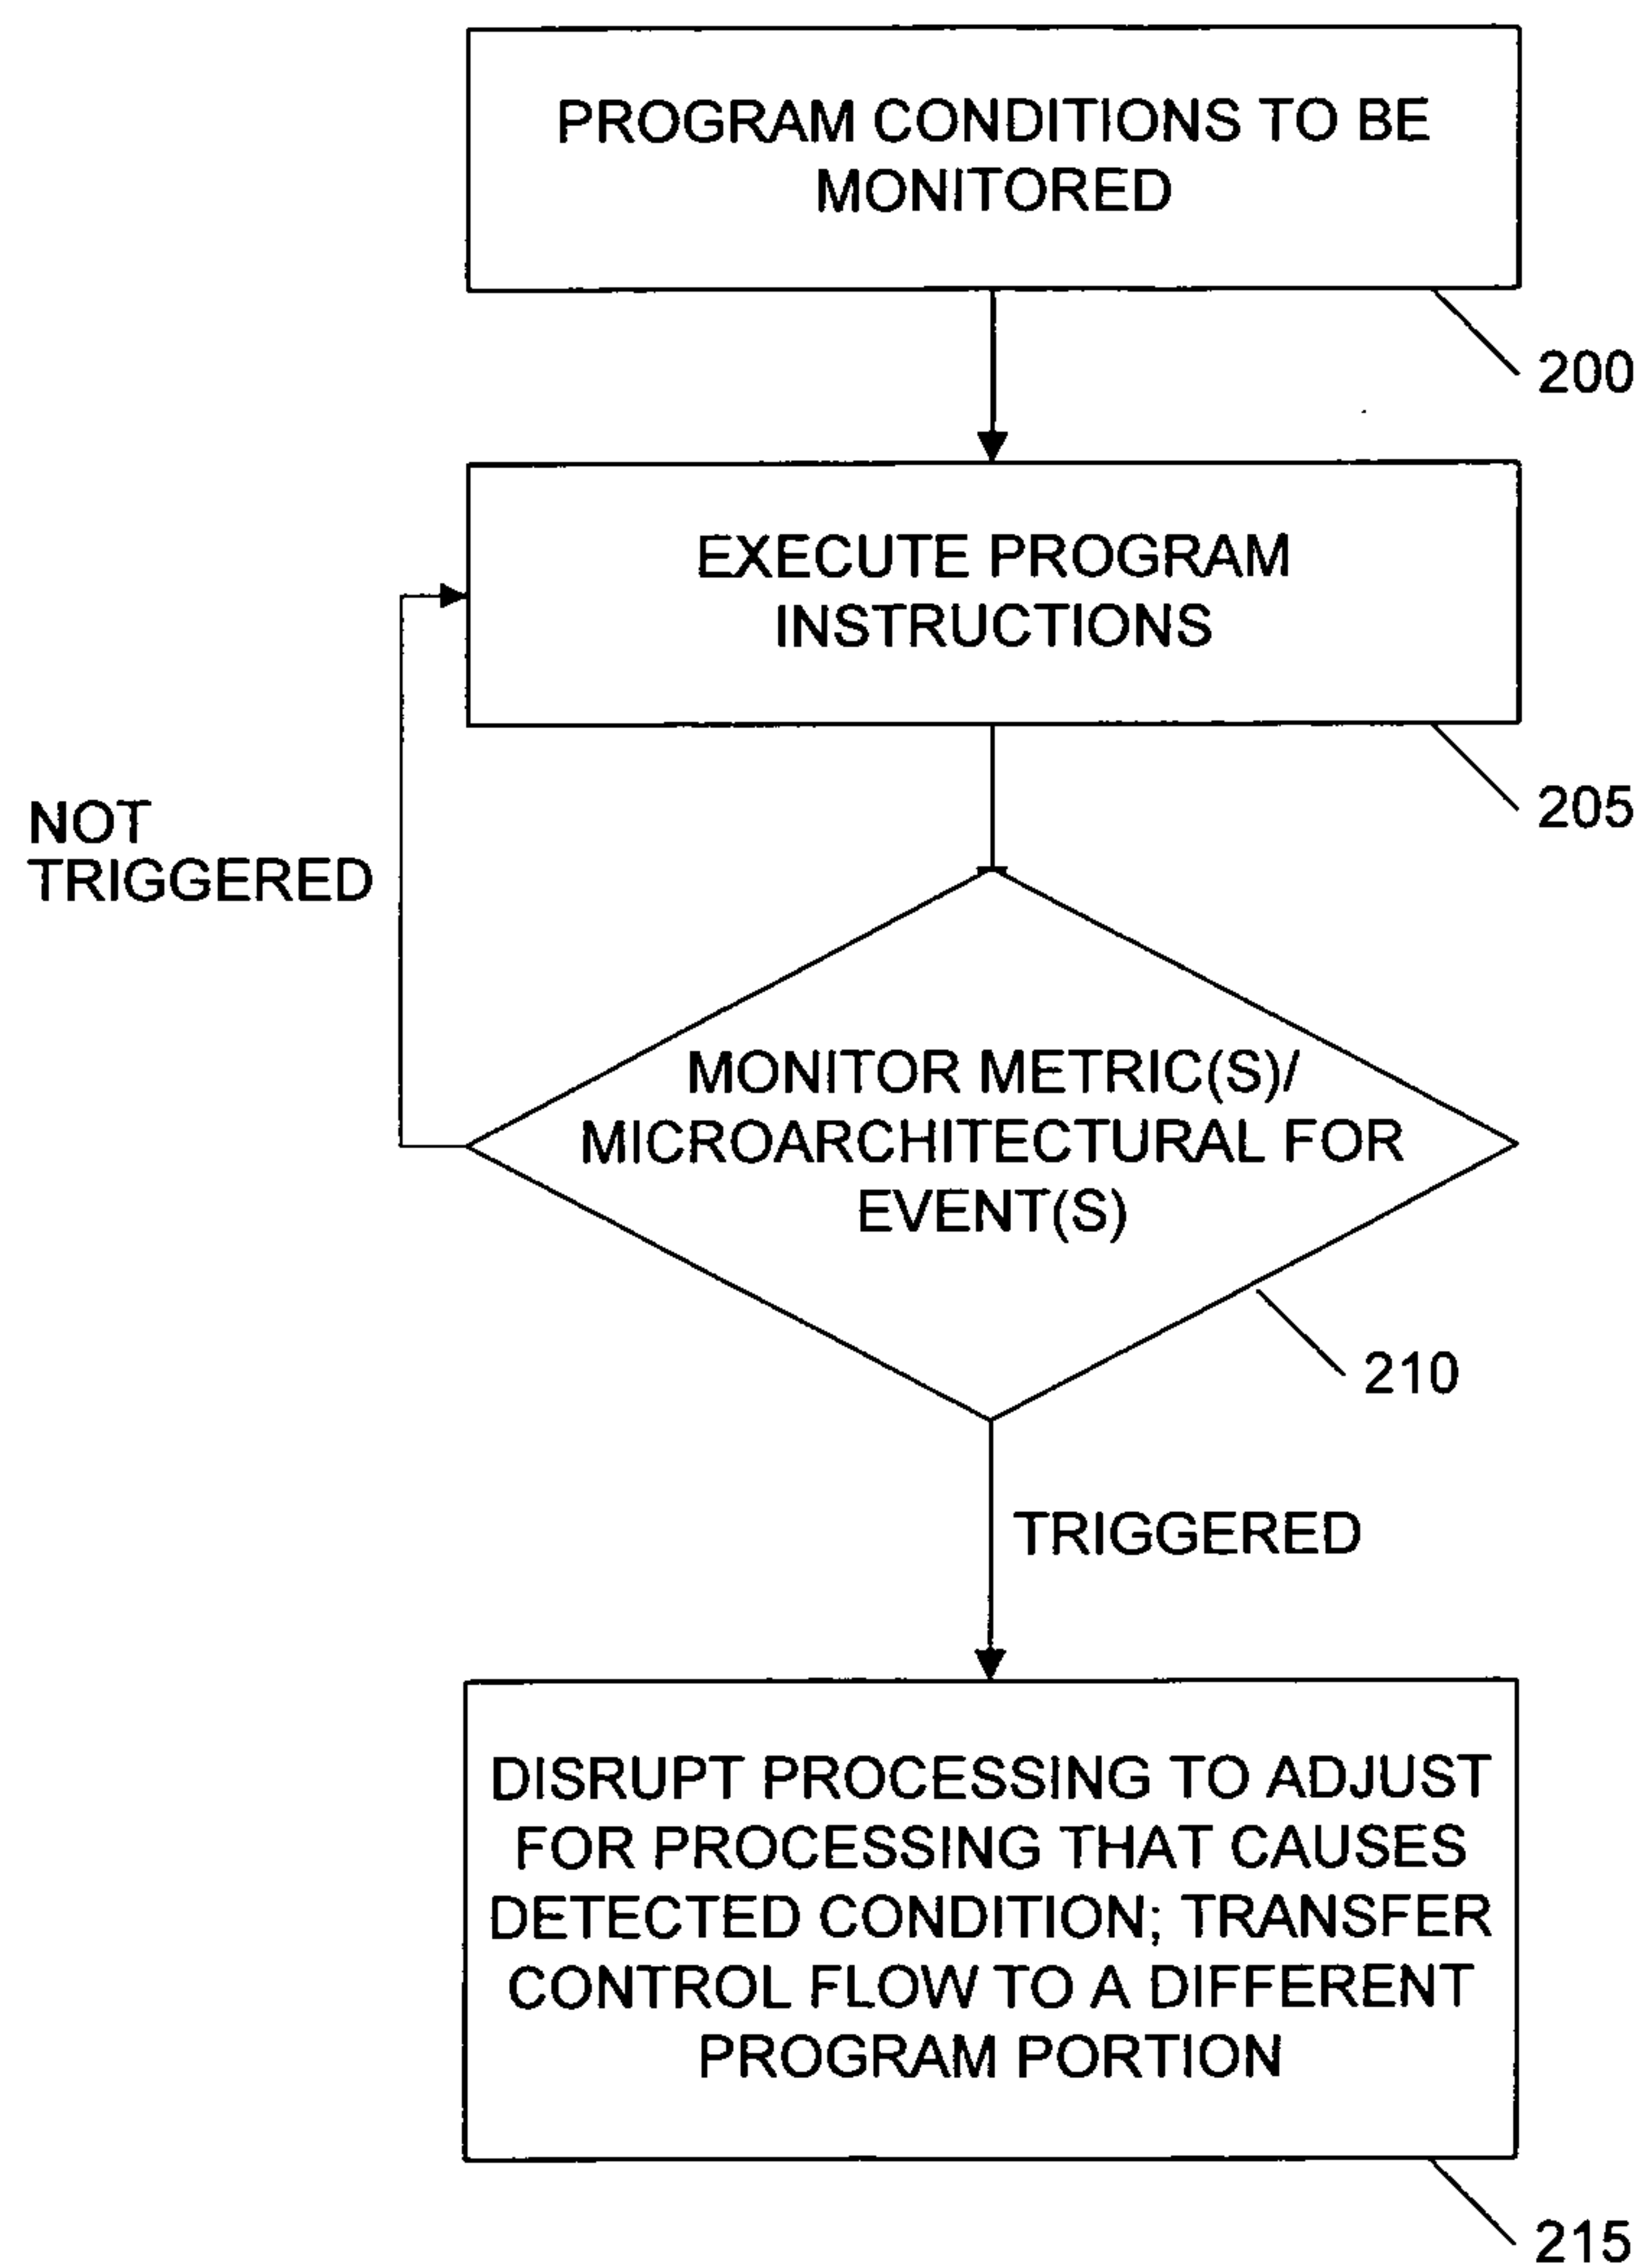 PROGRAM CONDITIONS TO BE
MONITORED
200
EXECUTE PROGRAM
INSTRUCTIONS
205
NOT
TRIGGERED
MONITOR METRIC(S)/
MICROARCHITECTURAL FOR
EVENT(S)
210
TRIGGERED
DISRUPT PROCESSING TO ADJUST
FOR PROCESSING THAT CAUSES
DETECTED CONDITION; TRANSFER
CONTROL FLOW TO A DIFFERENT
PROGRAM PORTION
215